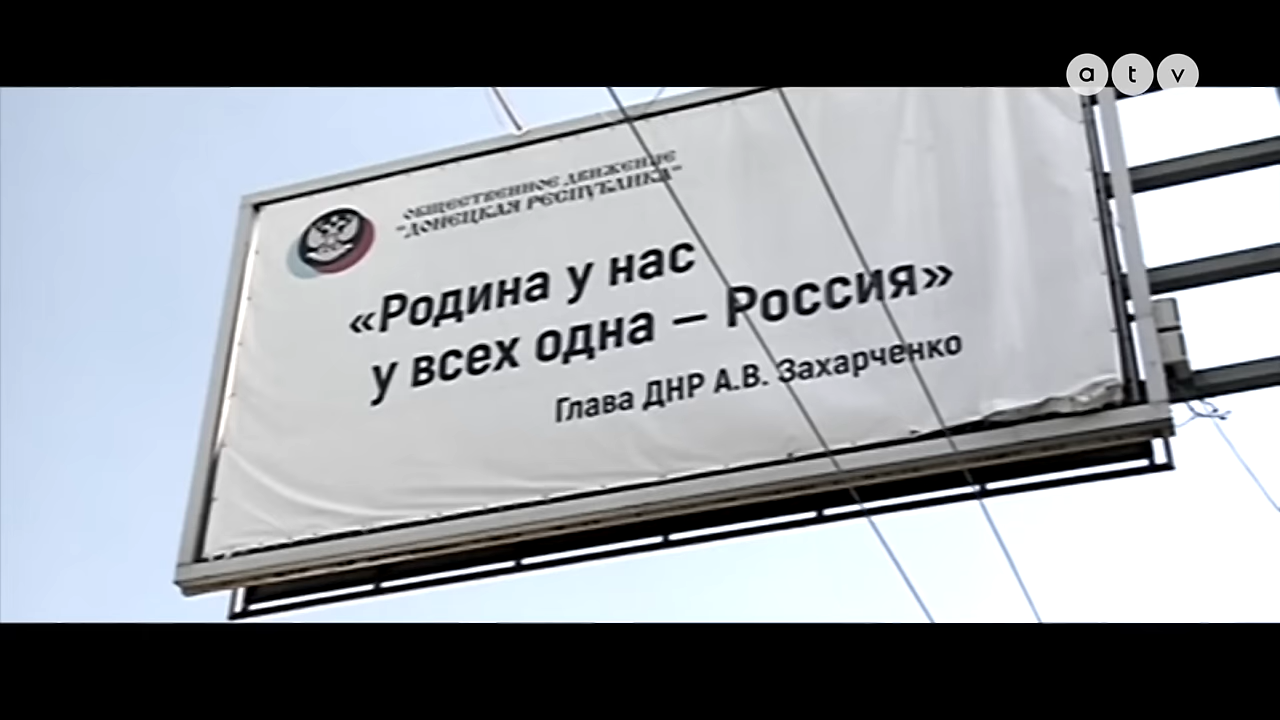 atv
ОБЩЕСТВЕННОЕ ДВИЖЕНИЕ
"ДОНЕЦКАЯ РЕСПУБЛИКА"
«Родина у нас
у всех одна – Россия»
Глава ДНР А.В. Захарченко